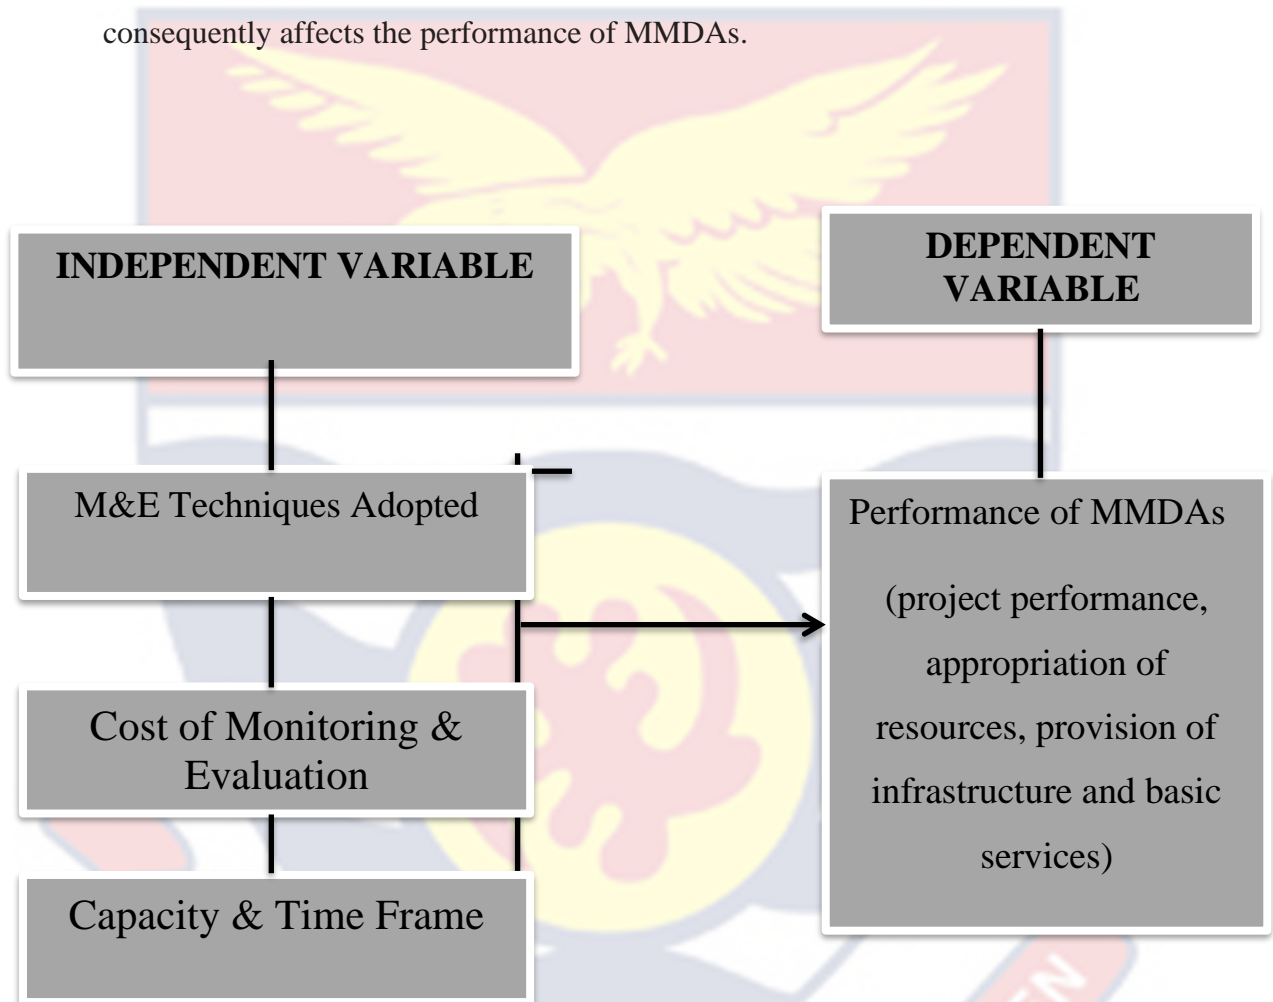 consequently affects the performance of MMDAs.
INDEPENDENT VARIABLE
DEPENDENT
VARIABLE
M&E Techniques Adopted
Cost of Monitoring &
Evaluation
Capacity & Time Frame
Performance of MMDAs
(project performance,
appropriation of
resources, provision of
infrastructure and basic
services)
EN